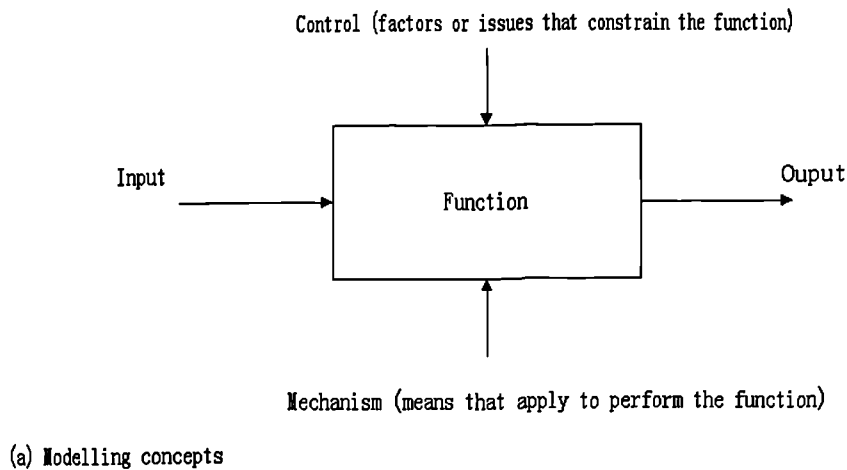 Control (factors or issues that constrain the function)
Input
Function
Ouput
Mechanism (means that apply to perform the function)
(a) Modelling concepts